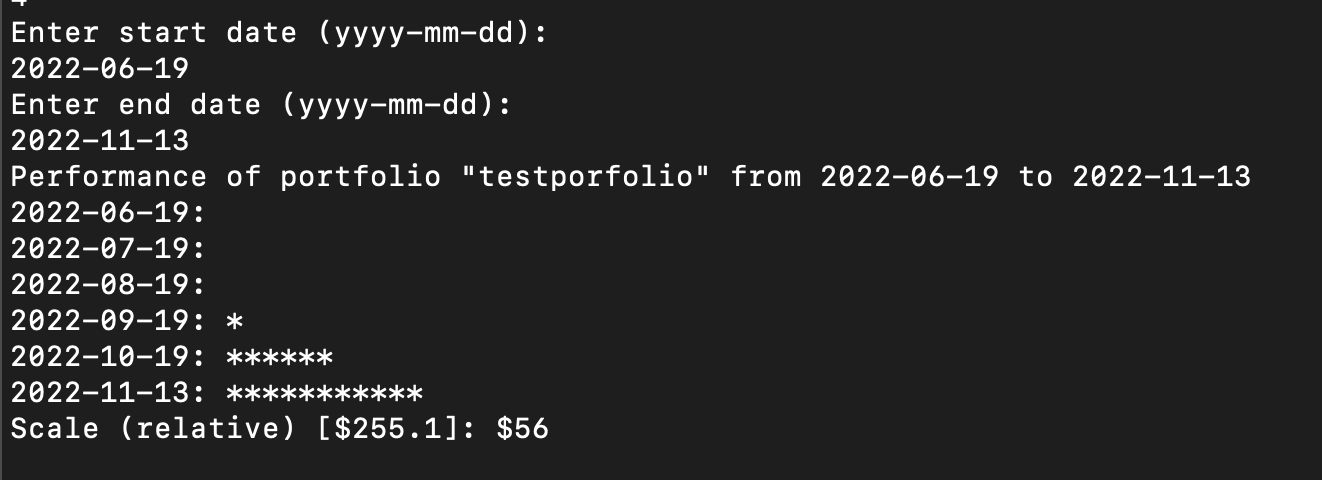 Enter start date (yyyy-mm-dd):
2022-06-19
Enter end date (yyyy-mm-dd):
2022-11-13
Performance of portfolio "testporfolio" from 2022-06-19 to 2022-11-13
2022-06-19:
2022-07-19:
2022-08-19:
2022-09-19: *
2022-10-19: ******
2022-11-13: ***********
Scale (relative) [$255.1]: $56